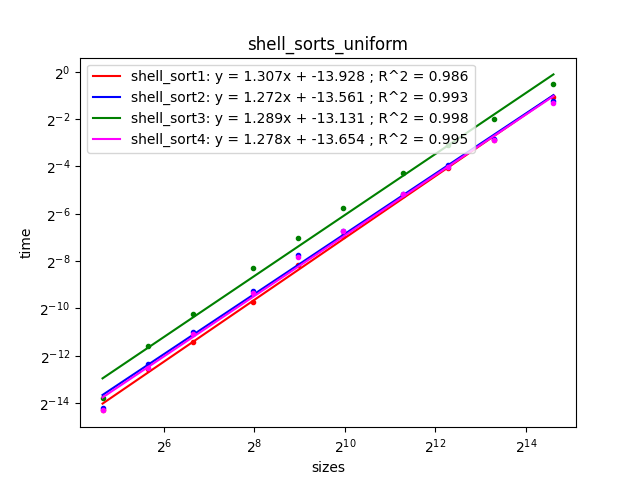 shell_sorts_uniform
shell_sort1: y = 1.307x + -13.928 ; R^2 = 0.986
shell_sort2: y = 1.272x + -13.561 ; R^2 = 0.993
shell_sort3: y = 1.289x + -13.131 ; R^2 = 0.998
shell_sort4: y = 1.278x + -13.654 ; R^2 = 0.995
2^0
2^-2
2^-4
2^-6
2^-8
2^-10
2^-12
2^-14
time
2^6 2^8 2^10 2^12 2^14
sizes